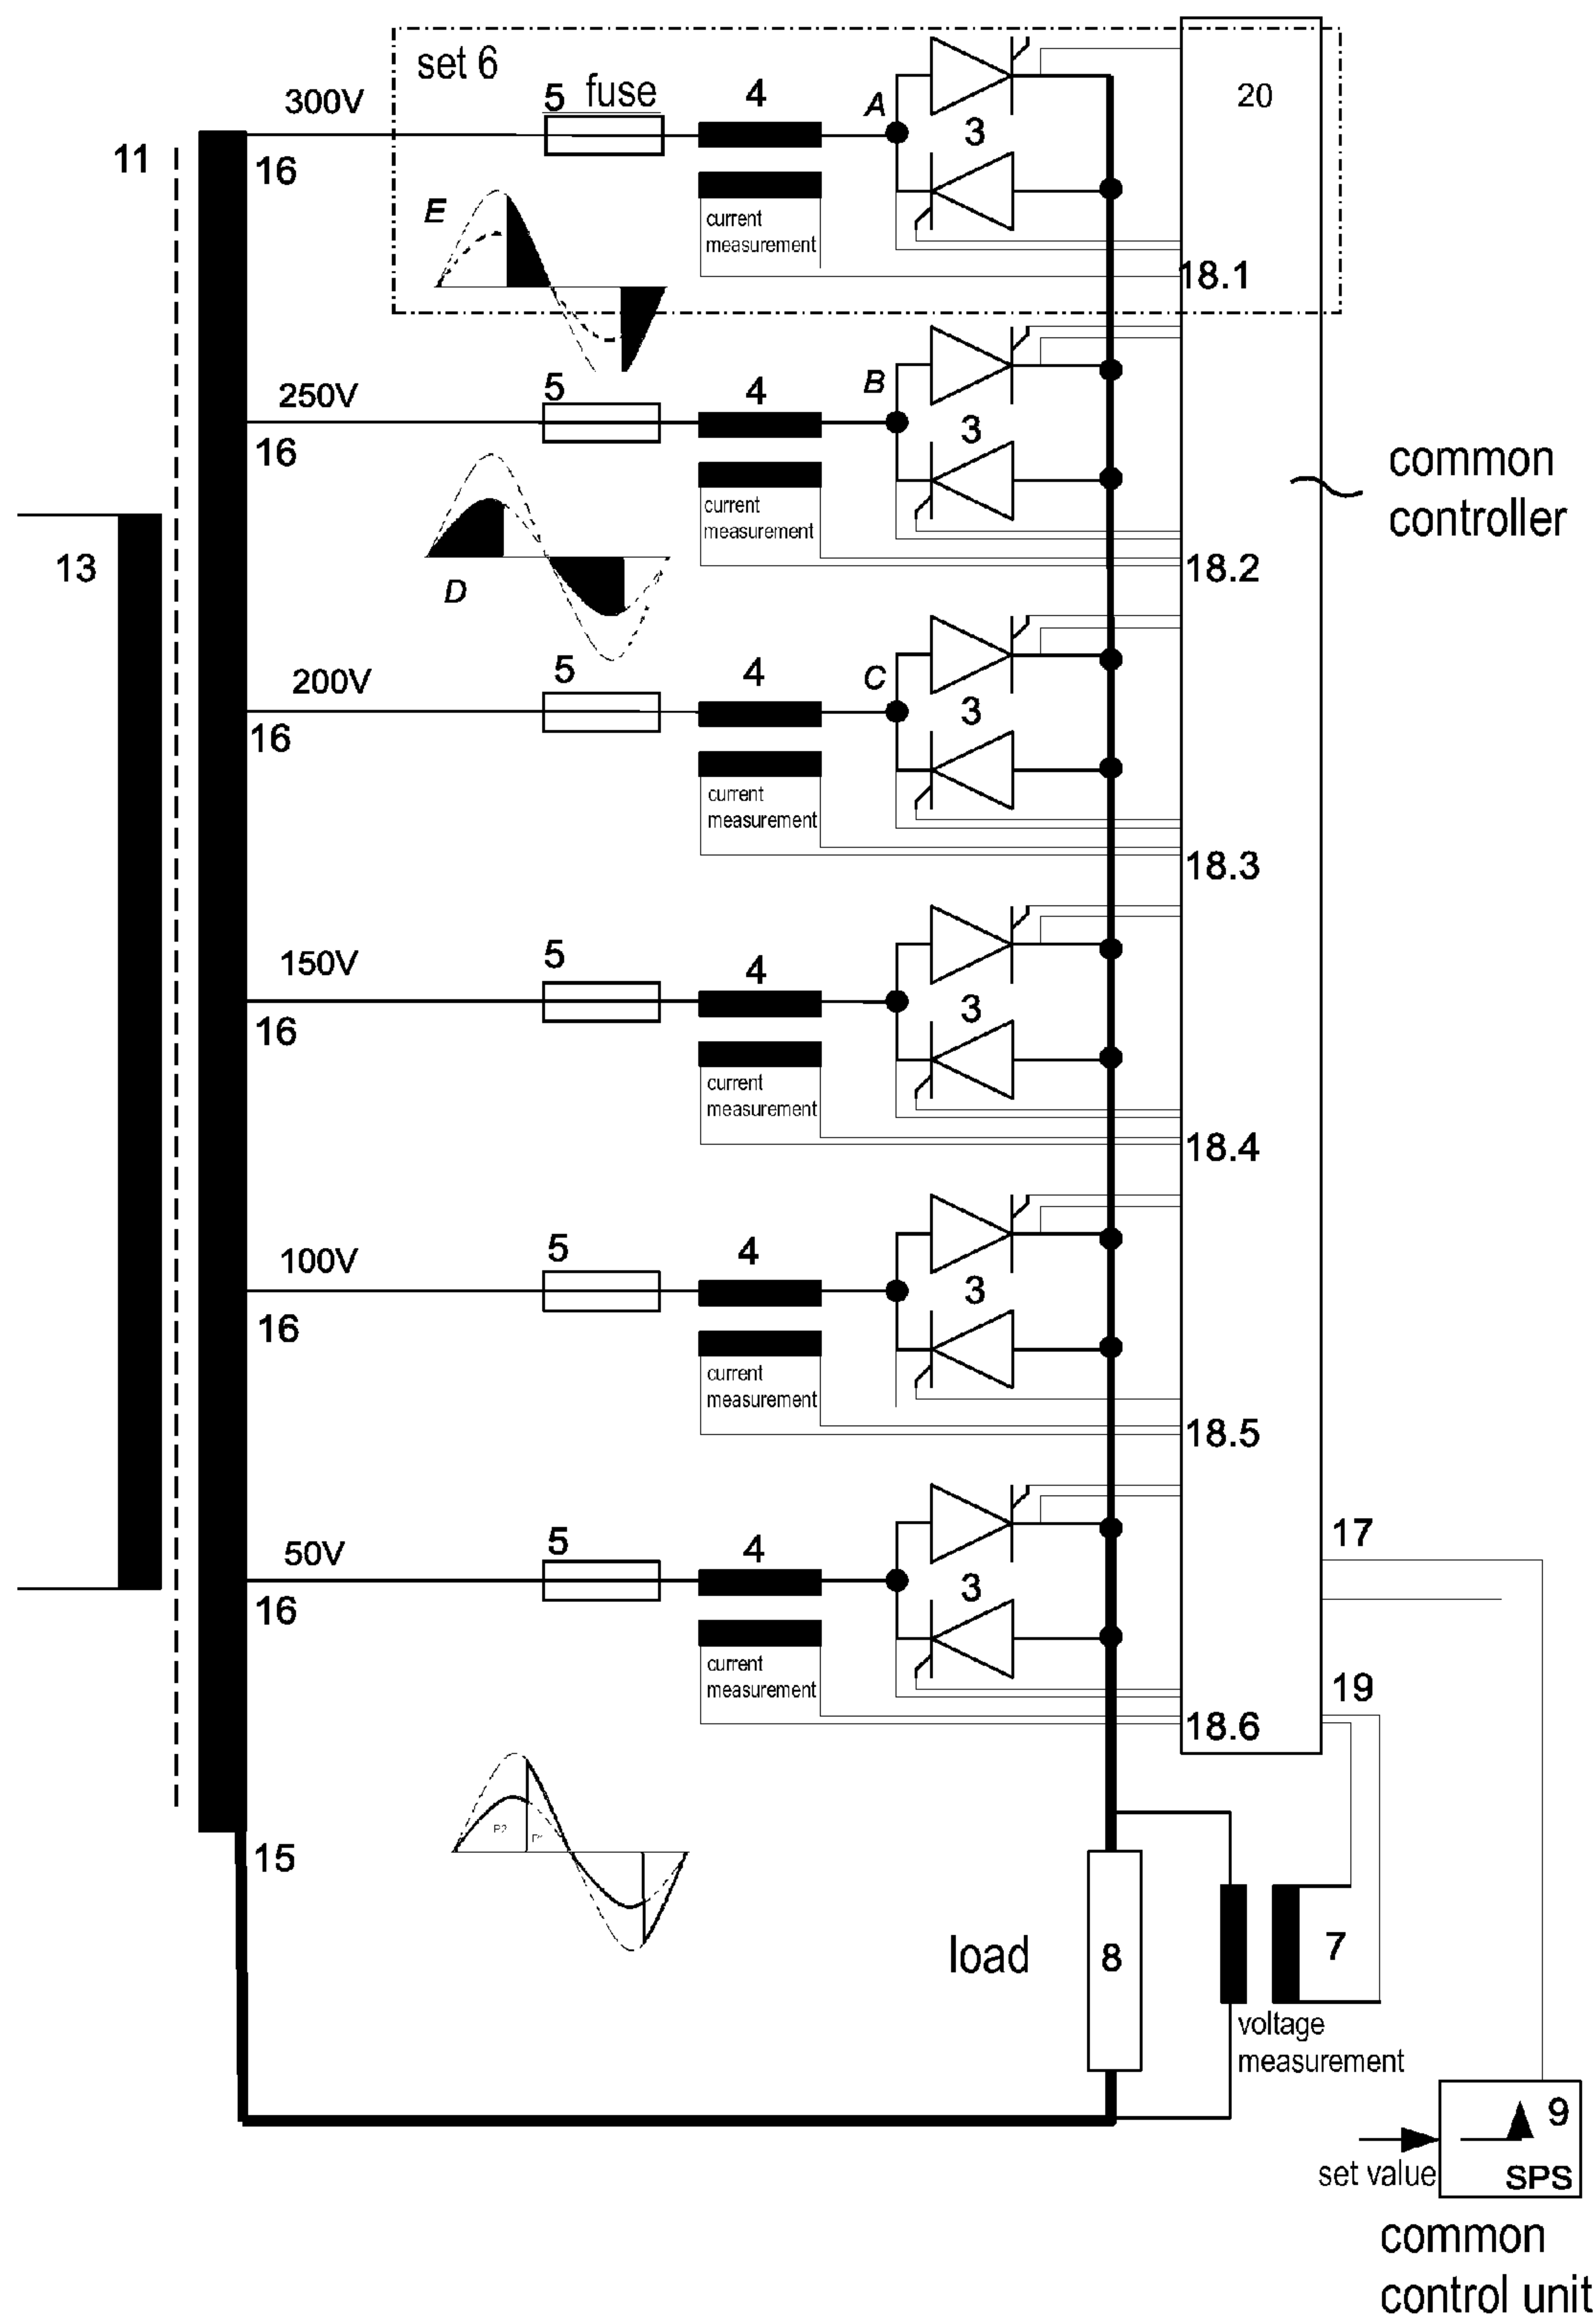 set 6
20
300V
5 fuse
4
A
3
11
16
E
current
measurement
18.1
250V
5
4
B
3
16
common
controller
current
measurement
18.2
13
D
200V
5
4
C
3
16
current
measurement
18.3
150V
5
4
3
16
current
measurement
18.4
100V
5
4
3
16
current
measurement
18.5
50V
5
4
3
17
16
current
measurement
19
18.6
15
P2
load
8
7
voltage
measurement
9
set value
SPS
common
control unit